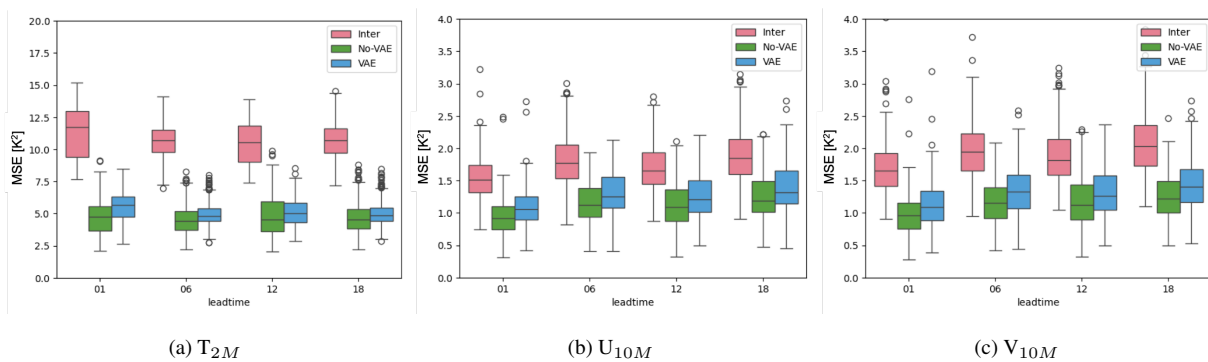 20.0
17.5
15.0
12.5
10.0
7.5
5.0
2.5
0.0
MSE [K²]
Inter
No-VAE
VAE
01 06 12 18
leadtime
(a) T2M
4.0
3.5
3.0
2.5
2.0
1.5
1.0
0.5
0.0
MSE [K²]
Inter
No-VAE
VAE
01 06 12 18
leadtime
(b) U10M
4.0
3.5
3.0
2.5
2.0
1.5
1.0
0.5
0.0
MSE [K²]
Inter
No-VAE
VAE
01 06 12 18
leadtime
(c) V10M